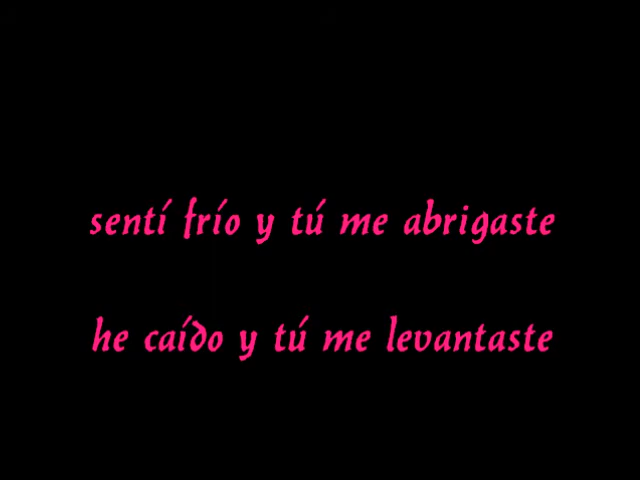 sentí frío y tú me abrigaste
he caído y tú me levantaste